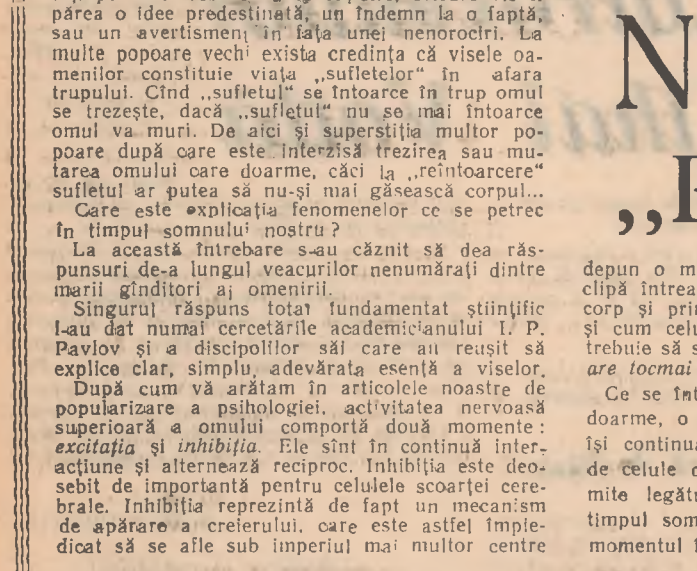 părea o idee predestinată, un îndemn la o faptă,
sau un avertisment în fața unei nenorociri. La
multe popoare vechi exista credința că visele oa-
menilor constituie viața „sufletelor" în afara
trupului. Cînd „sufletul" se întoarce în trup omul
se trezește, dacă „sufletul" nu se mai întoarce
omul va muri. De aici și superstiția multor po-
poare după care este interzisă trezirea sau mu-
tarea omului care doarme, căci la „reîntoarcere"
sufletul ar putea să nu-și mai găsească corpul...
Care este explicația fenomenelor ce se petrec
în timpul somnului nostru ?
La această întrebare s-au căznit să dea răs-
punsuri de-a lungul veacurilor nenumărați dintre
marii gînditori ai omenirii.
Singurul răspuns total fundamentat științific
l-au dat numai cercetările academicianului I. P.
Pavlov și a discipolilor săi care au reușit să
explice clar, simplu, adevărata esență a viselor.
După cum vă arătam în articolele noastre de
popularizare a psihologiei, activitatea nervoasă
superioară a omului comportă două momente :
excitația și inhibiția. Ele sînt în continuă inter-
acțiune și alternează reciproc. Inhibiția este deo-
sebit de importantă pentru celulele scoarței cere-
brale. Inhibiția reprezintă de fapt un mecanism
de apărare a creierului, care este astfel împie-
dicat să se afle sub imperiul mai multor centre
N
„
depun o m
clipă întrea
corp și pri
și cum celu
trebuie să s
are tocmai
Ce se înt
doarme, o
își continu
de celule
mite legăt
timpul som
momentul